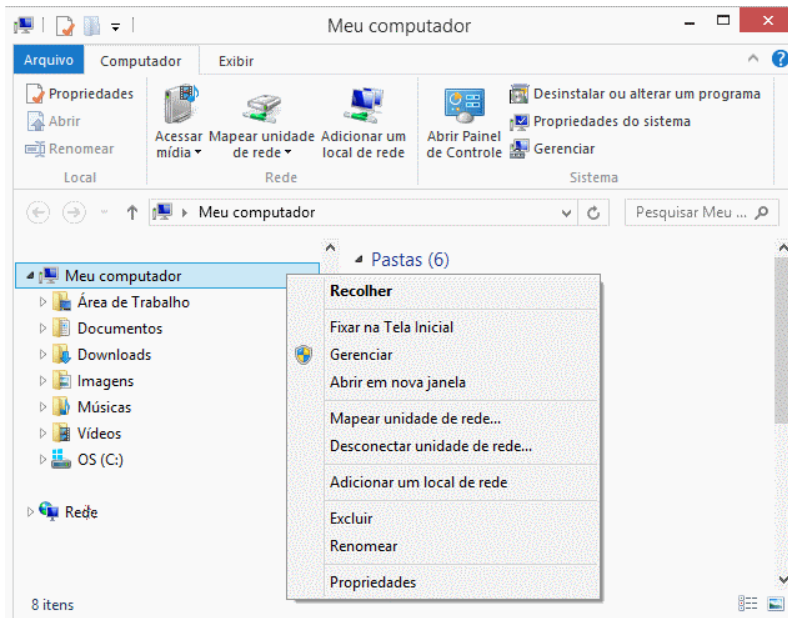 Meu computador
Arquivo Computador Exibir
Propriedades
Abrir
Renomear
Local
Acessar mídia
Mapear unidade de rede
Adicionar um local de rede
Rede
Abrir Painel de Controle
Desinstalar ou alterar um programa
Propriedades do sistema
Gerenciar
Sistema
Meu computador
Pesquisar Meu ...
Meu computador
Área de Trabalho
Documentos
Downloads
Imagens
Músicas
Vídeos
OS (C:)
Rede
Pastas (6)
Recolher
Fixar na Tela Inicial
Gerenciar
Abrir em nova janela
Mapear unidade de rede...
Desconectar unidade de rede...
Adicionar um local de rede
Excluir
Renomear
Propriedades
8 itens